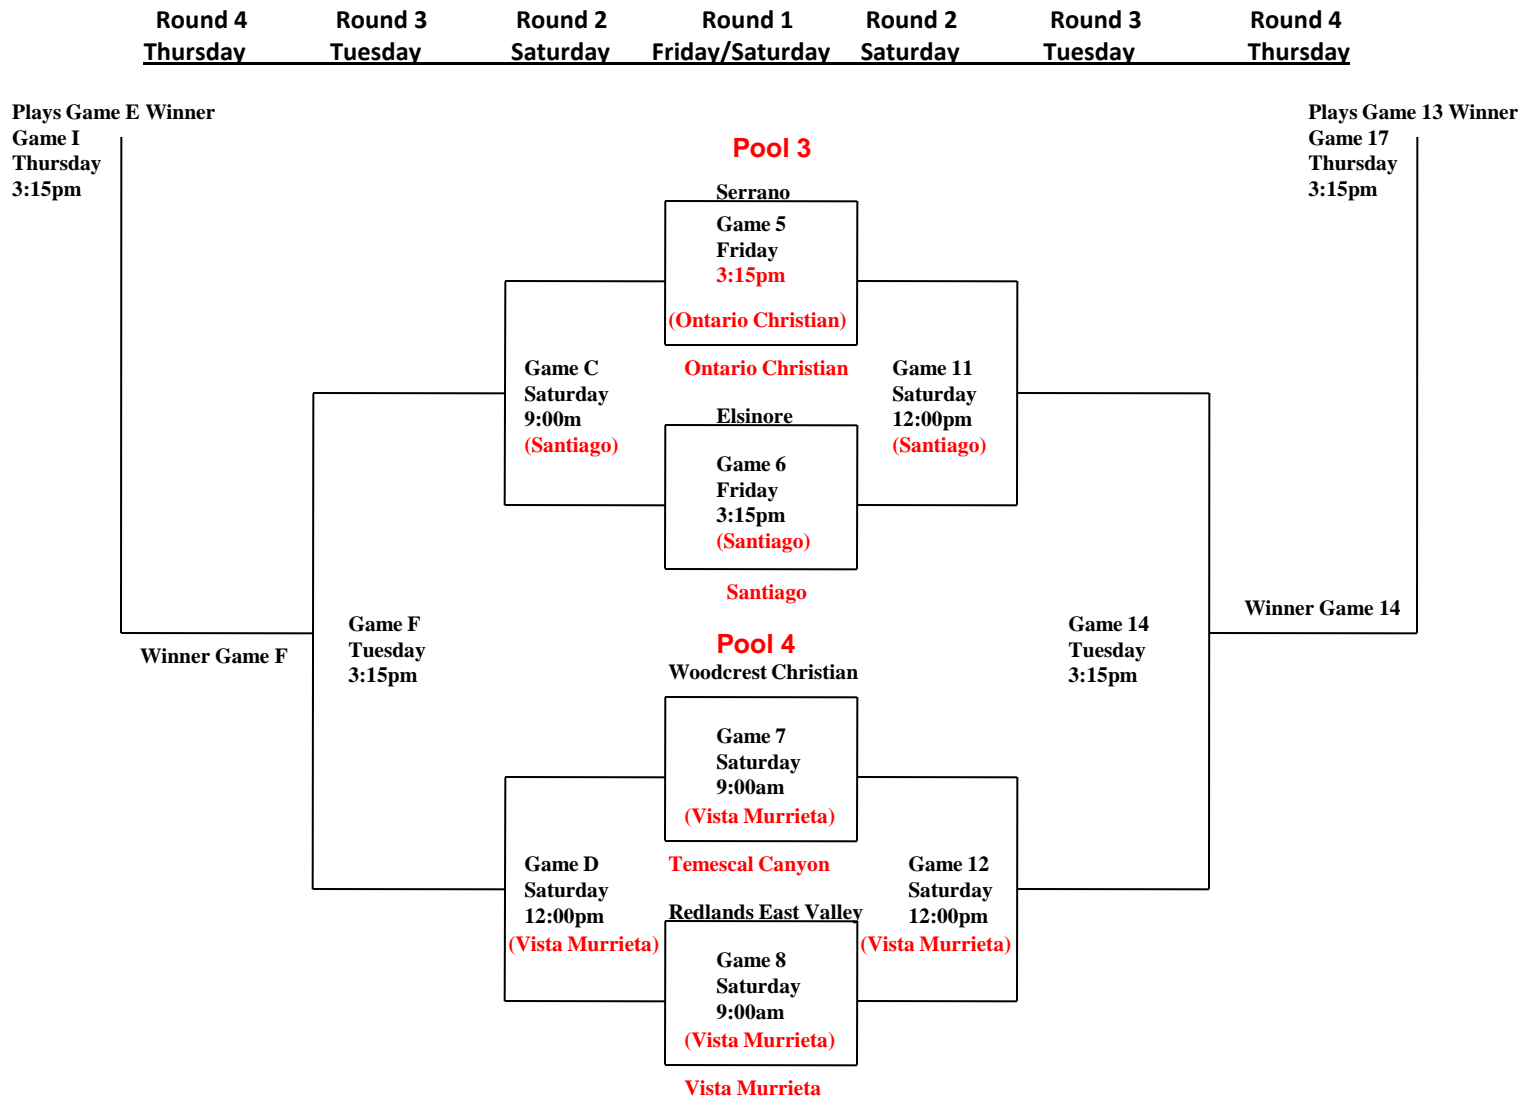 Round 4 Round 3 Round 2 Round 1 Round 2 Round 3 Round 4
Thursday Tuesday Saturday Friday/Saturday Saturday Tuesday Thursday
Plays Game E Winner
Game I
Thursday
3:15pm
Plays Game 13 Winner
Game 17
Thursday
3:15pm
Pool 3
Serrano
Game 5
Friday
3:15pm
(Ontario Christian)
Ontario Christian
Game C
Saturday
9:00m
(Santiago)
Game 11
Saturday
12:00pm
(Santiago)
Elsinore
Game 6
Friday
3:15pm
(Santiago)
Santiago
Winner Game F
Game F
Tuesday
3:15pm
Game 14
Tuesday
3:15pm
Winner Game 14
Pool 4
Woodcrest Christian
Game 7
Saturday
9:00am
(Vista Murrieta)
Temescal Canyon
Game D
Saturday
12:00pm
(Vista Murrieta)
Game 12
Saturday
12:00pm
(Vista Murrieta)
Redlands East Valley
Game 8
Saturday
9:00am
(Vista Murrieta)
Vista Murrieta